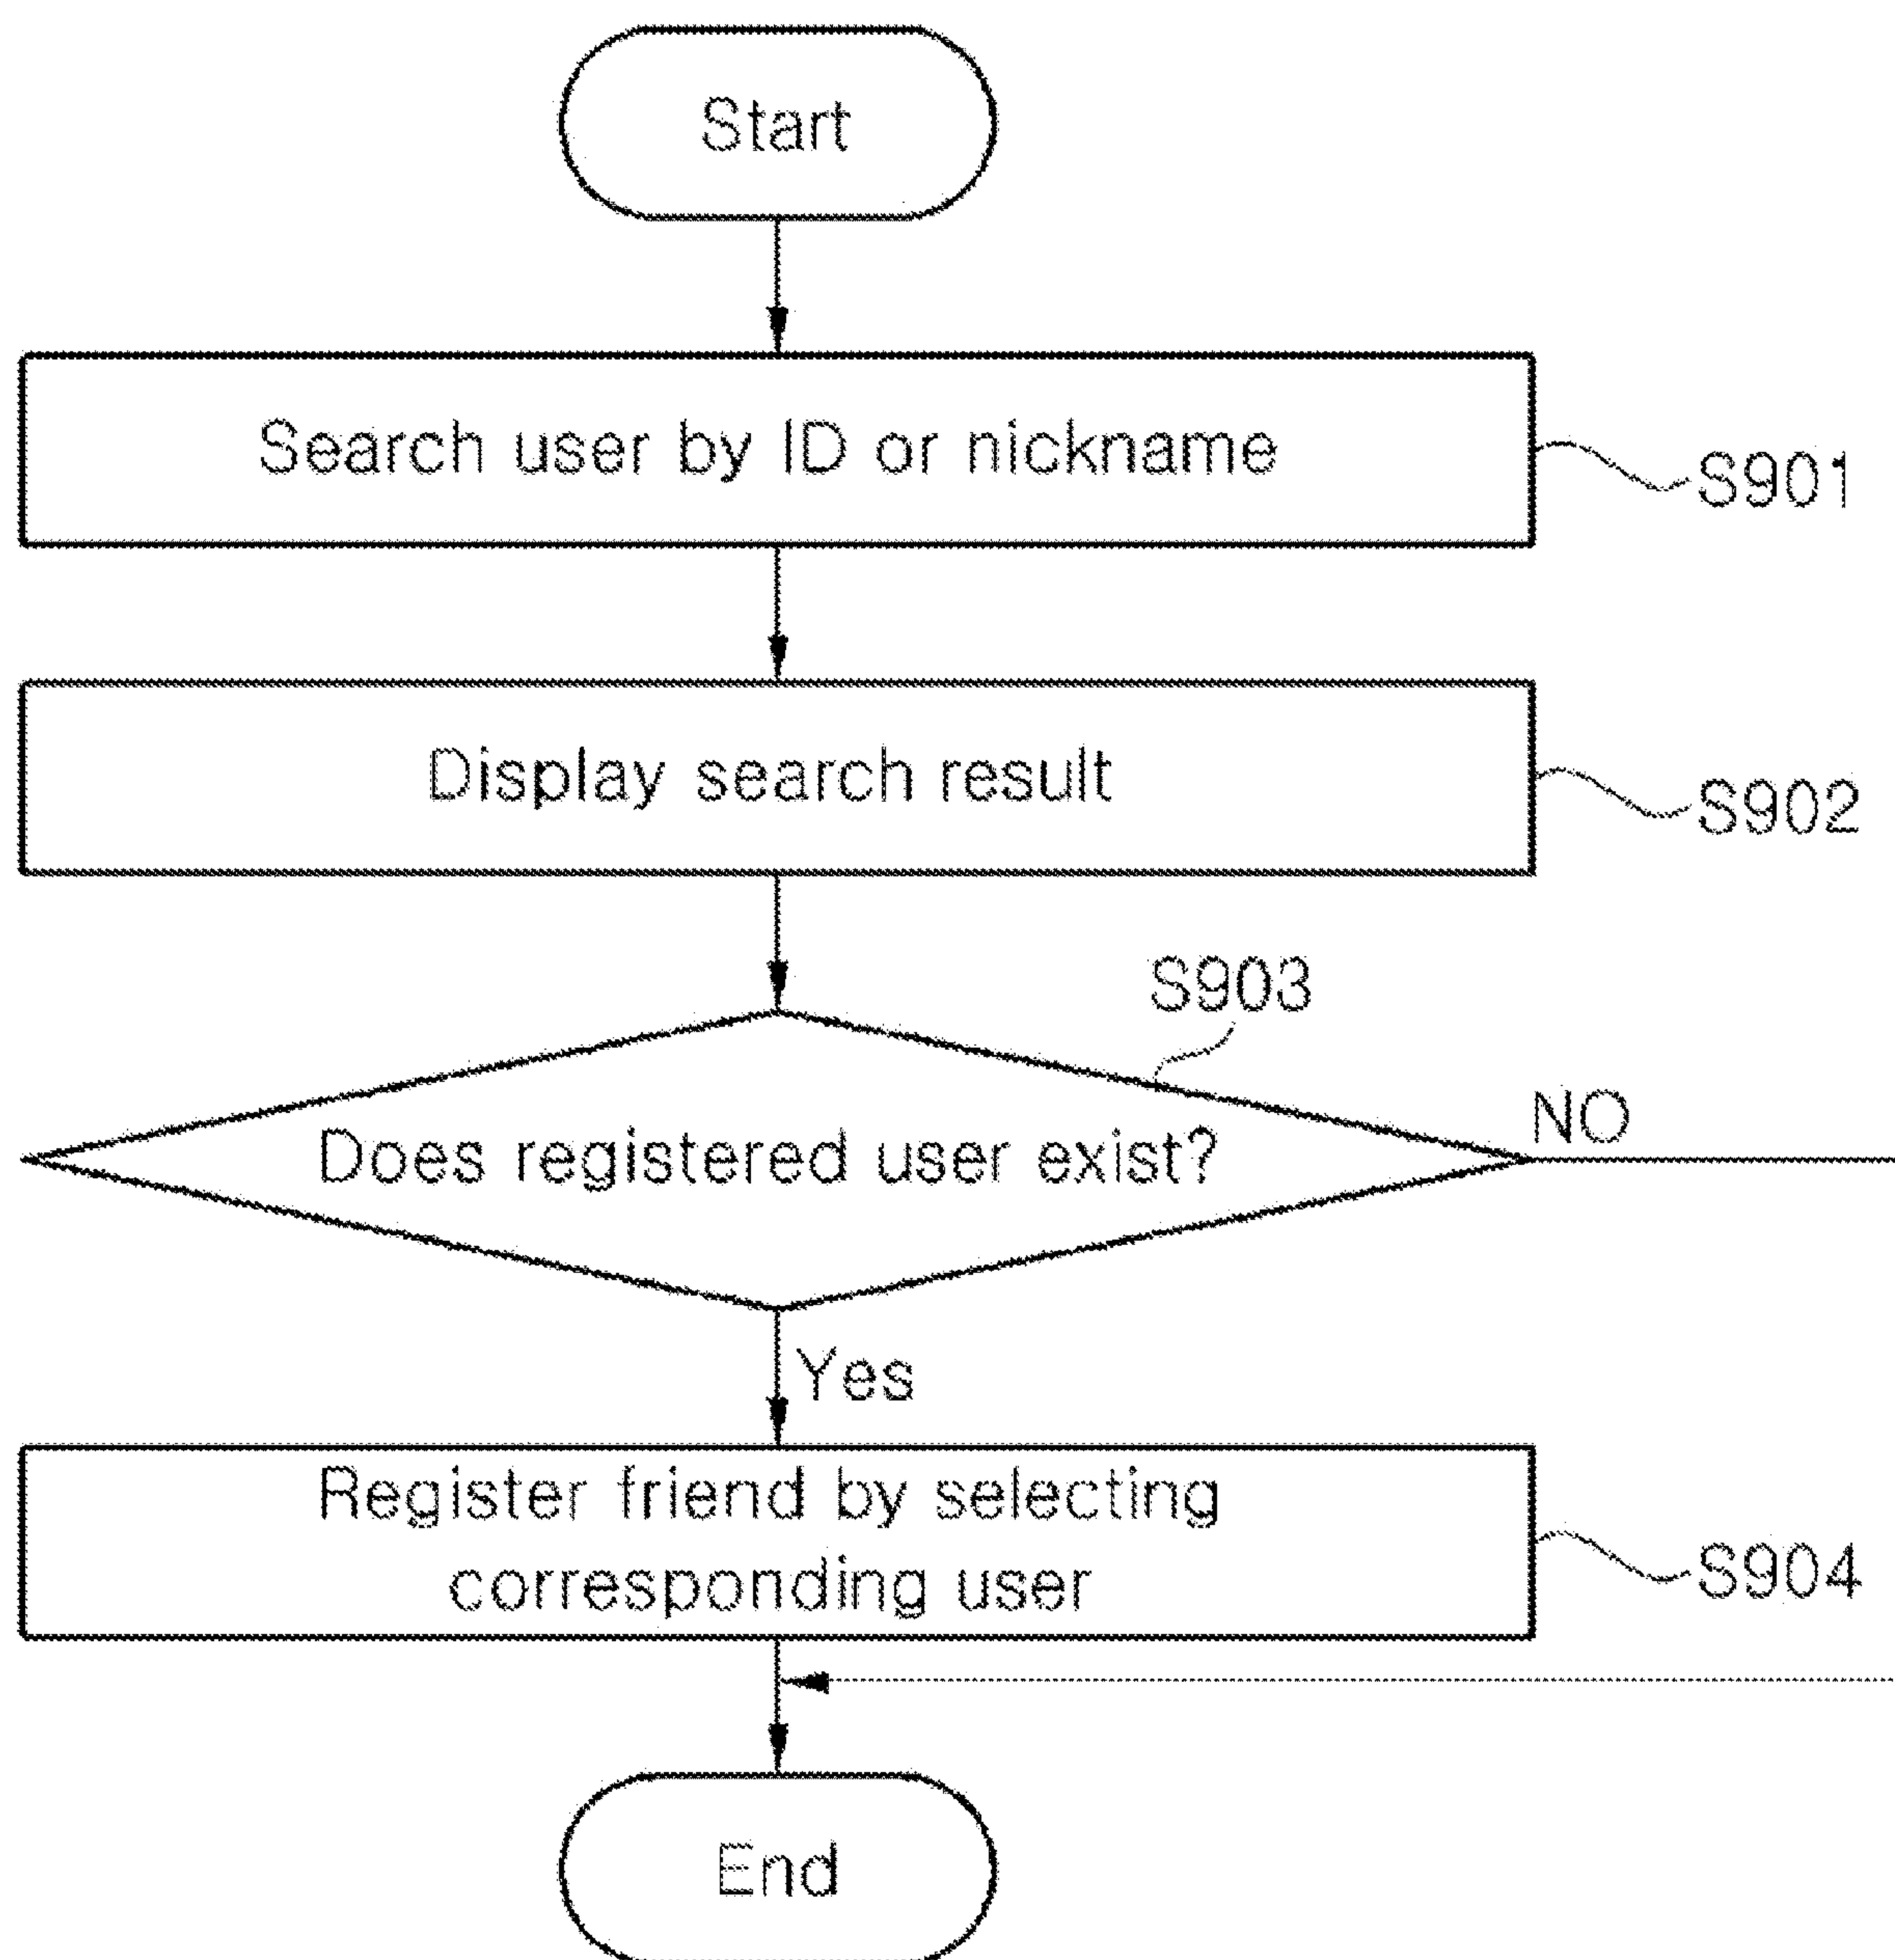 Start
Search user by ID or nickname
S901
Display search result
S902
S903
Does registered user exist?
NO
Yes
Register friend by selecting
corresponding user
S904
End